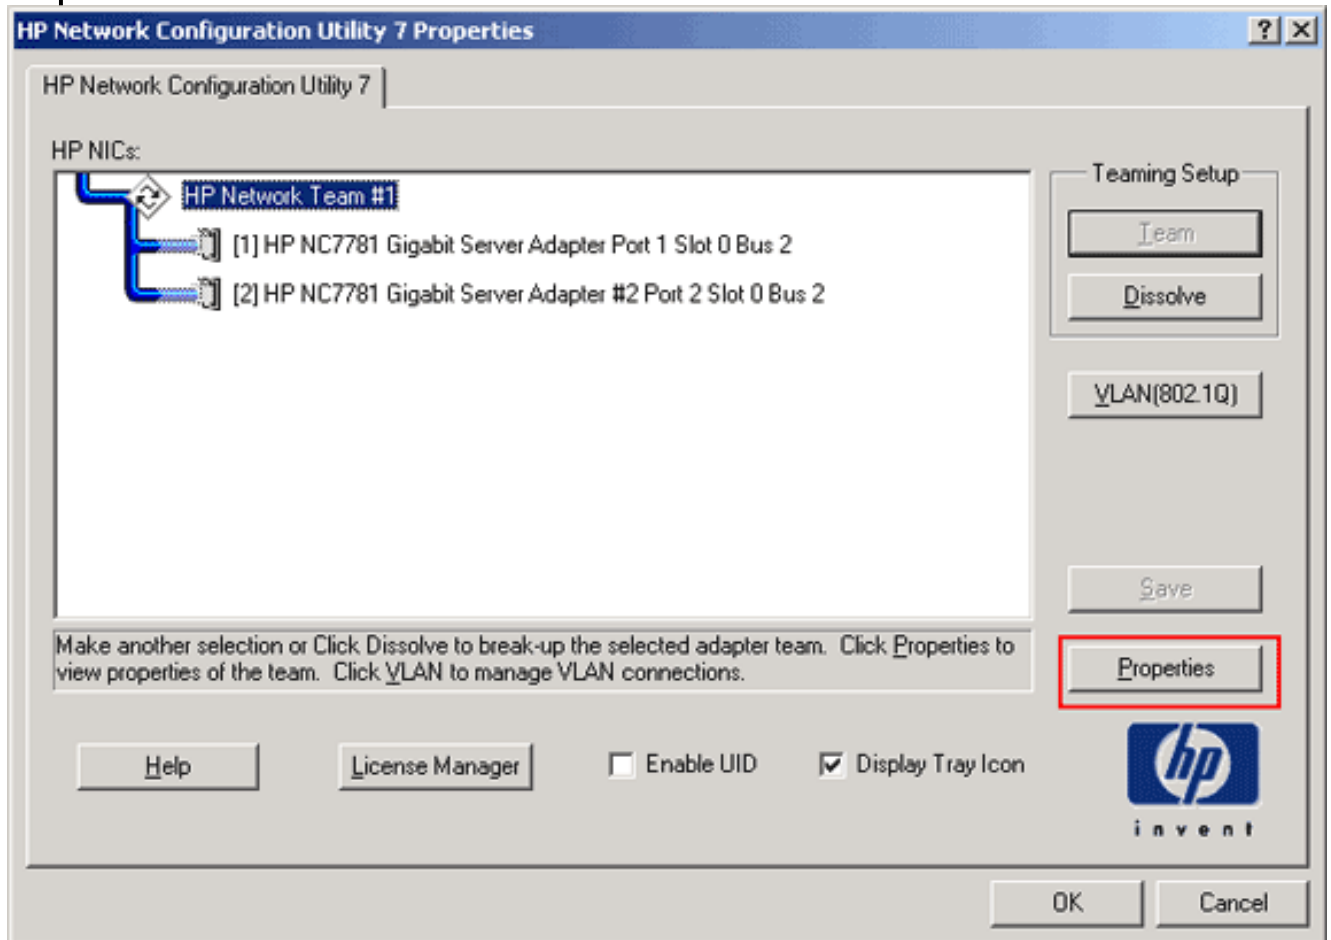 HP Network Configuration Utility 7 Properties
HP Network Configuration Utility 7
HP NICs:
HP Network Team #1
[1] HP NC7781 Gigabit Server Adapter Port 1 Slot 0 Bus 2
[2] HP NC7781 Gigabit Server Adapter #2 Port 2 Slot 0 Bus 2
Teaming Setup
Team
Dissolve
VLAN(802.1Q)
Save
Make another selection or Click Dissolve to break-up the selected adapter team. Click Properties to
view properties of the team. Click VLAN to manage VLAN connections.
Properties
Help
License Manager
Enable UID
Display Tray Icon
hp
invent
OK
Cancel